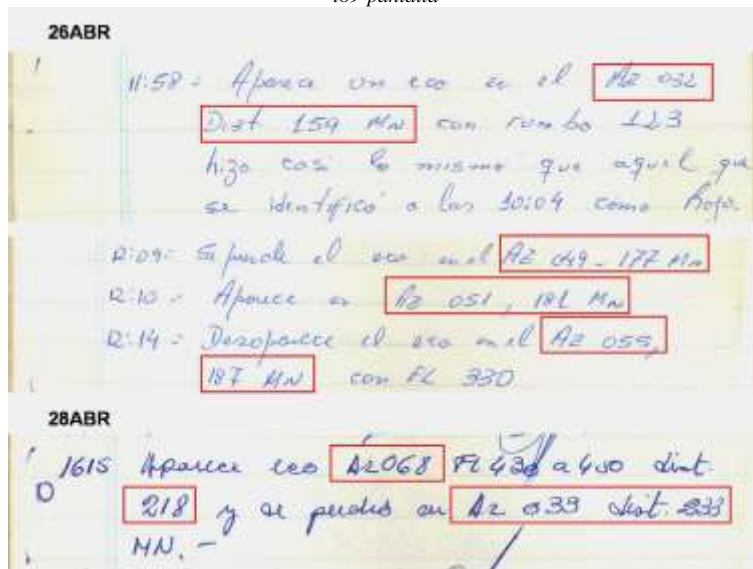 los pantalla
26ABR
11:58 = Aparece un eco en el Az 032
Dist 159 MN con rumbo 123
hizo casi lo mismo que aquel que
se identificó a las 10:04 como
12:09 = Se pierde el eco en el AZ 049 - 177 MN
12:10 = Aparece en Az 051, 181 MN
12:14 = Desaparece el eco en el AZ 055,
187 MN con FL 330
28ABR
1615 Aparece eco Az 068 FL 430 a 400 dist.
218 y se perdió en Az 039 dist. 233
MN. -